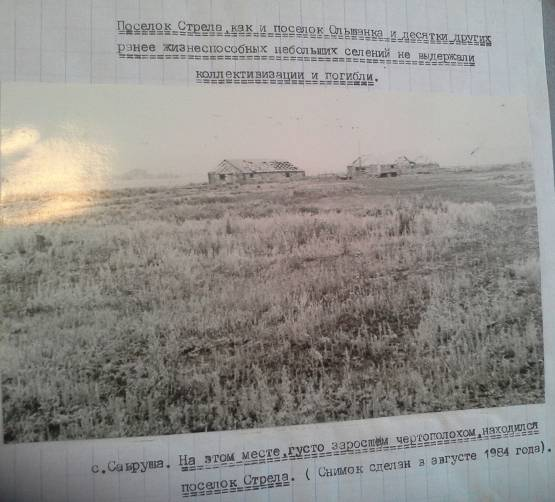 Поселок Стрела,как и поселок Ольшанка и десятки других
ранее жизнеспособных небольших селений не выдержали
коллективизации и погибли.
с.Савруша. На этом месте,густо заросшем чертополохом,находился
поселок Стрела. ( Снимок сделан в августе 1984 года).